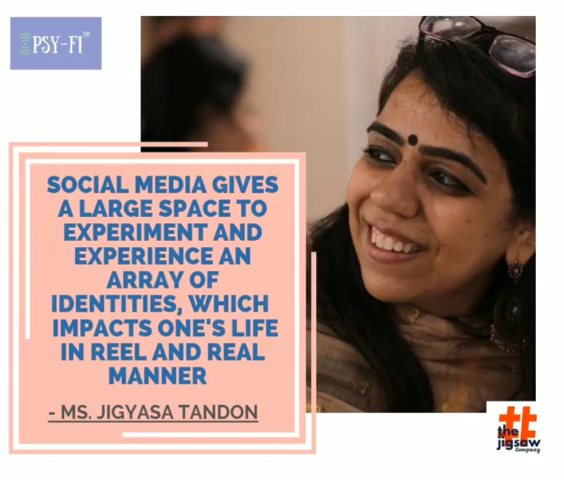 PSY-FI™
SOCIAL MEDIA GIVES
A LARGE SPACE TO
EXPERIMENT AND
EXPERIENCE AN
ARRAY OF
IDENTITIES, WHICH
IMPACTS ONE'S LIFE
IN REEL AND REAL
MANNER
- MS. JIGYASA TANDON
#
the
jigsaw
company